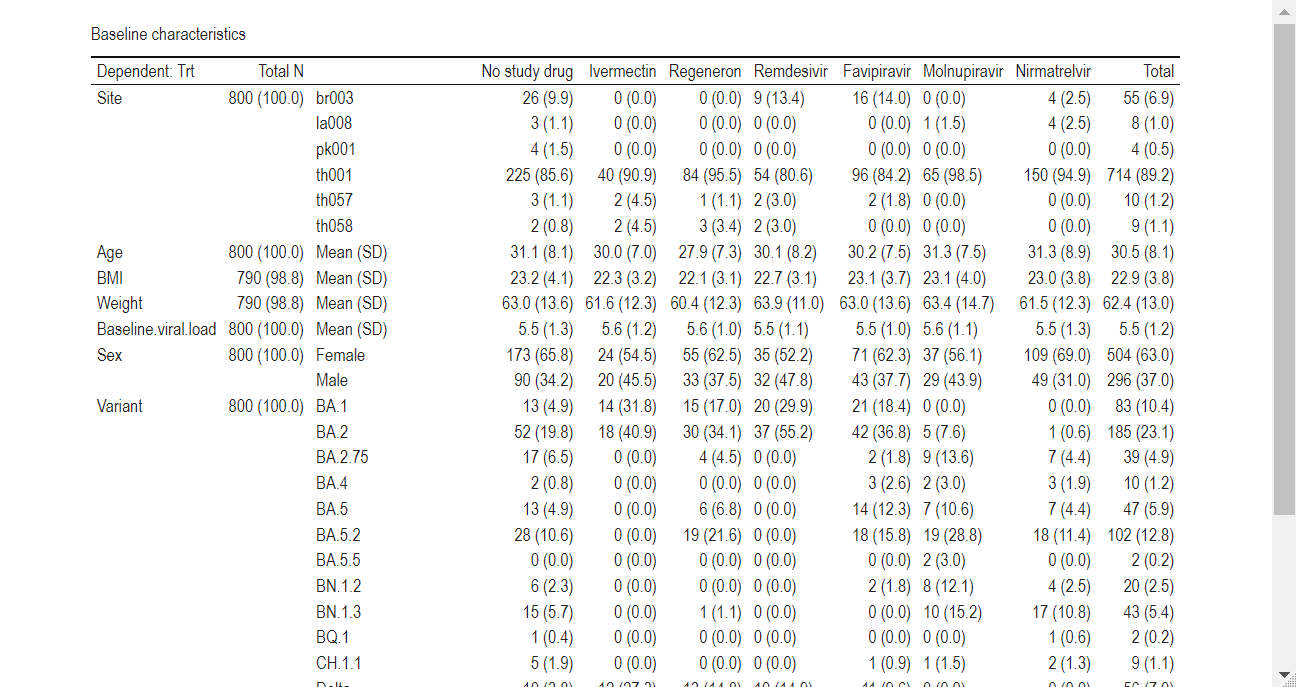 Baseline characteristics
Dependent: Trt Total N No study drug Ivermectin Regeneron Remdesivir Favipiravir Molnupiravir Nirmatrelvir Total
Site 800 (100.0) br003 26 (9.9) 0 (0.0) 0 (0.0) 9 (13.4) 16 (14.0) 0 (0.0) 4 (2.5) 55 (6.9)
la008 3 (1.1) 0 (0.0) 0 (0.0) 0 (0.0) 0 (0.0) 1 (1.5) 4 (2.5) 8 (1.0)
pk001 4 (1.5) 0 (0.0) 0 (0.0) 0 (0.0) 0 (0.0) 0 (0.0) 0 (0.0) 4 (0.5)
th001 225 (85.6) 40 (90.9) 84 (95.5) 54 (80.6) 96 (84.2) 65 (98.5) 150 (94.9) 714 (89.2)
th057 3 (1.1) 2 (4.5) 1 (1.1) 2 (3.0) 2 (1.8) 0 (0.0) 0 (0.0) 10 (1.2)
th058 2 (0.8) 2 (4.5) 3 (3.4) 2 (3.0) 0 (0.0) 0 (0.0) 0 (0.0) 9 (1.1)
Age 800 (100.0) Mean (SD) 31.1 (8.1) 30.0 (7.0) 27.9 (7.3) 30.1 (8.2) 30.2 (7.5) 31.3 (7.5) 31.3 (8.9) 30.5 (8.1)
BMI 790 (98.8) Mean (SD) 23.2 (4.1) 22.3 (3.2) 22.1 (3.1) 22.7 (3.1) 23.1 (3.7) 23.1 (4.0) 23.0 (3.8) 22.9 (3.8)
Weight 790 (98.8) Mean (SD) 63.0 (13.6) 61.6 (12.3) 60.4 (12.3) 63.9 (11.0) 63.0 (13.6) 63.4 (14.7) 61.5 (12.3) 62.4 (13.0)
Baseline.viral.load 800 (100.0) Mean (SD) 5.5 (1.3) 5.6 (1.2) 5.6 (1.0) 5.5 (1.1) 5.5 (1.0) 5.6 (1.1) 5.5 (1.3) 5.5 (1.2)
Sex 800 (100.0) Female 173 (65.8) 24 (54.5) 55 (62.5) 35 (52.2) 71 (62.3) 37 (56.1) 109 (69.0) 504 (63.0)
Male 90 (34.2) 20 (45.5) 33 (37.5) 32 (47.8) 43 (37.7) 29 (43.9) 49 (31.0) 296 (37.0)
Variant 800 (100.0) BA.1 13 (4.9) 14 (31.8) 15 (17.0) 20 (29.9) 21 (18.4) 0 (0.0) 0 (0.0) 83 (10.4)
BA.2 52 (19.8) 18 (40.9) 30 (34.1) 37 (55.2) 42 (36.8) 5 (7.6) 1 (0.6) 185 (23.1)
BA.2.75 17 (6.5) 0 (0.0) 4 (4.5) 0 (0.0) 2 (1.8) 9 (13.6) 7 (4.4) 39 (4.9)
BA.4 2 (0.8) 0 (0.0) 0 (0.0) 0 (0.0) 3 (2.6) 2 (3.0) 3 (1.9) 10 (1.2)
BA.5 13 (4.9) 0 (0.0) 6 (6.8) 0 (0.0) 14 (12.3) 7 (10.6) 7 (4.4) 47 (5.9)
BA.5.2 28 (10.6) 0 (0.0) 19 (21.6) 0 (0.0) 18 (15.8) 19 (28.8) 18 (11.4) 102 (12.8)
BA.5.5 0 (0.0) 0 (0.0) 0 (0.0) 0 (0.0) 0 (0.0) 2 (3.0) 0 (0.0) 2 (0.2)
BN.1.2 6 (2.3) 0 (0.0) 0 (0.0) 0 (0.0) 2 (1.8) 8 (12.1) 4 (2.5) 20 (2.5)
BN.1.3 15 (5.7) 0 (0.0) 1 (1.1) 0 (0.0) 0 (0.0) 10 (15.2) 17 (10.8) 43 (5.4)
BQ.1 1 (0.4) 0 (0.0) 0 (0.0) 0 (0.0) 0 (0.0) 0 (0.0) 1 (0.6) 2 (0.2)
CH.1.1 5 (1.9) 0 (0.0) 0 (0.0) 0 (0.0) 1 (0.9) 1 (1.5) 2 (1.3) 9 (1.1)
Delta